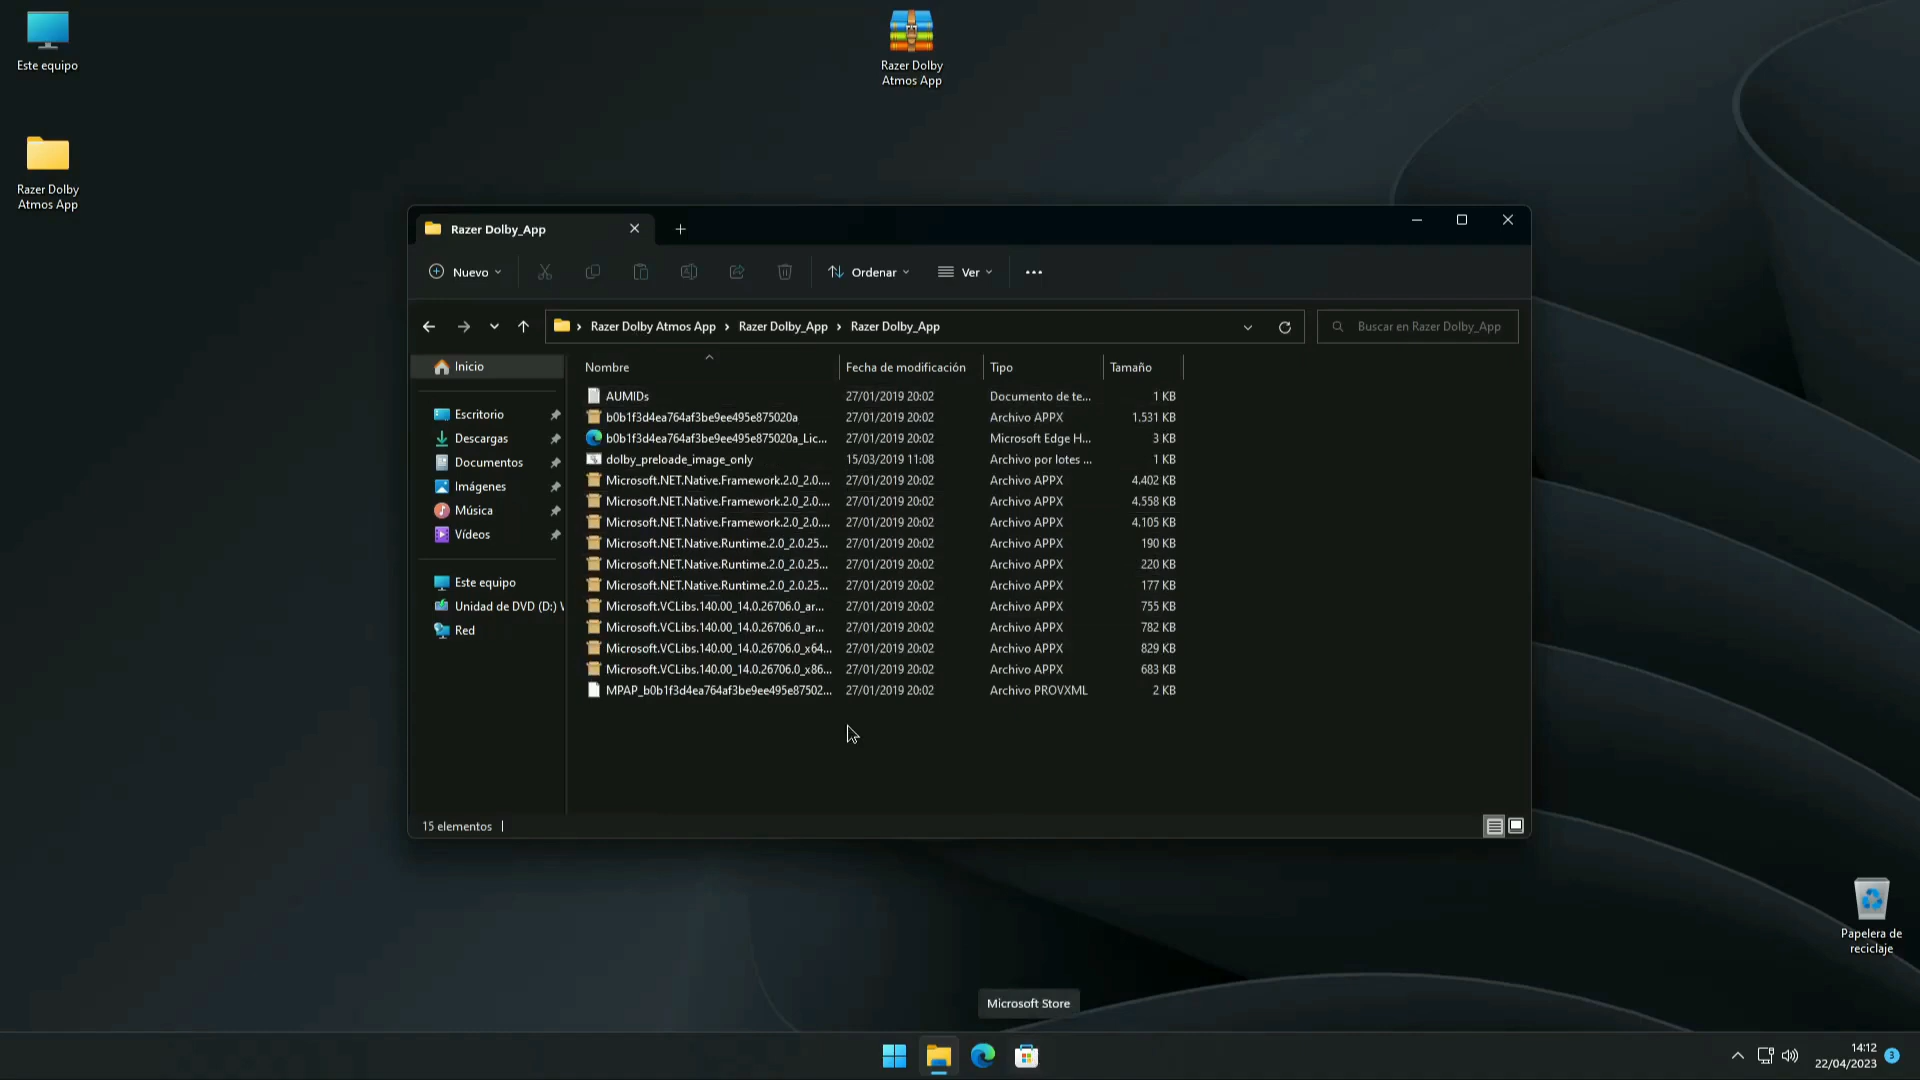 Este equipo
Razer Dolby
Atmos App
Razer Dolby
Atmos App
Razer Dolby_App
Nuevo
Ordenar
Ver
Razer Dolby Atmos App › Razer Dolby_App › Razer Dolby_App
Buscar en Razer Dolby_App
Inicio
Escritorio
Descargas
Documentos
Imágenes
Música
Vídeos
Este equipo
Unidad de DVD (D:)
Red
Nombre Fecha de modificación Tipo Tamaño
AUMIDs 27/01/2019 20:02 Documento de te... 1 KB
b0b1f3d4ea764af3be9ee495e875020a 27/01/2019 20:02 Archivo APPX 1.531 KB
b0b1f3d4ea764af3be9ee495e875020a_Lic... 27/01/2019 20:02 Microsoft Edge H... 3 KB
dolby_preloade_image_only 15/03/2019 11:08 Archivo por lotes ... 1 KB
Microsoft.NET.Native.Framework.2.0_2.0.... 27/01/2019 20:02 Archivo APPX 4.402 KB
Microsoft.NET.Native.Framework.2.0_2.0.... 27/01/2019 20:02 Archivo APPX 4.558 KB
Microsoft.NET.Native.Framework.2.0_2.0.... 27/01/2019 20:02 Archivo APPX 4.105 KB
Microsoft.NET.Native.Runtime.2.0_2.0.25... 27/01/2019 20:02 Archivo APPX 190 KB
Microsoft.NET.Native.Runtime.2.0_2.0.25... 27/01/2019 20:02 Archivo APPX 220 KB
Microsoft.NET.Native.Runtime.2.0_2.0.25... 27/01/2019 20:02 Archivo APPX 177 KB
Microsoft.VCLibs.140.00_14.0.26706.0_ar... 27/01/2019 20:02 Archivo APPX 755 KB
Microsoft.VCLibs.140.00_14.0.26706.0_ar... 27/01/2019 20:02 Archivo APPX 782 KB
Microsoft.VCLibs.140.00_14.0.26706.0_x64... 27/01/2019 20:02 Archivo APPX 829 KB
Microsoft.VCLibs.140.00_14.0.26706.0_x86... 27/01/2019 20:02 Archivo APPX 683 KB
MPAP_b0b1f3d4ea764af3be9ee495e87502... 27/01/2019 20:02 Archivo PROVXML 2 KB
15 elementos
Papelera de
reciclaje
Microsoft Store
14:12
22/04/2023
3